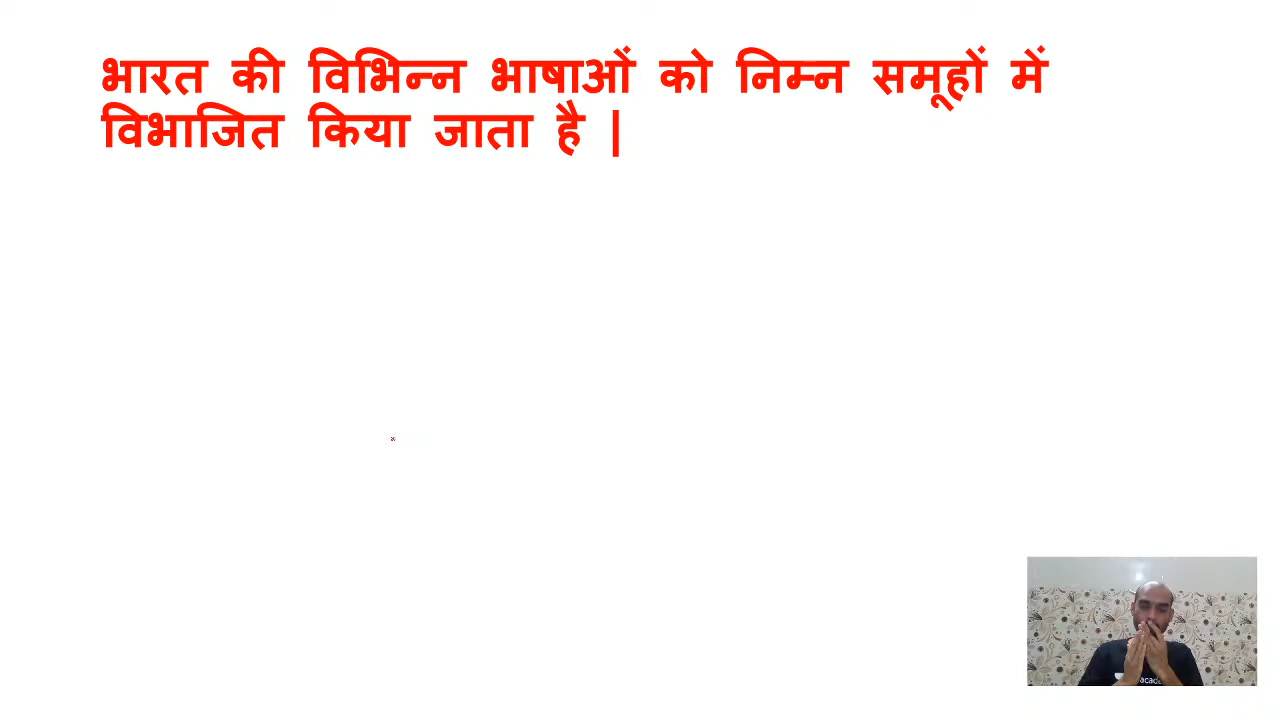 भारत की विभिन्न भाषाओं को निम्न समूहों में
विभाजित किया जाता है |